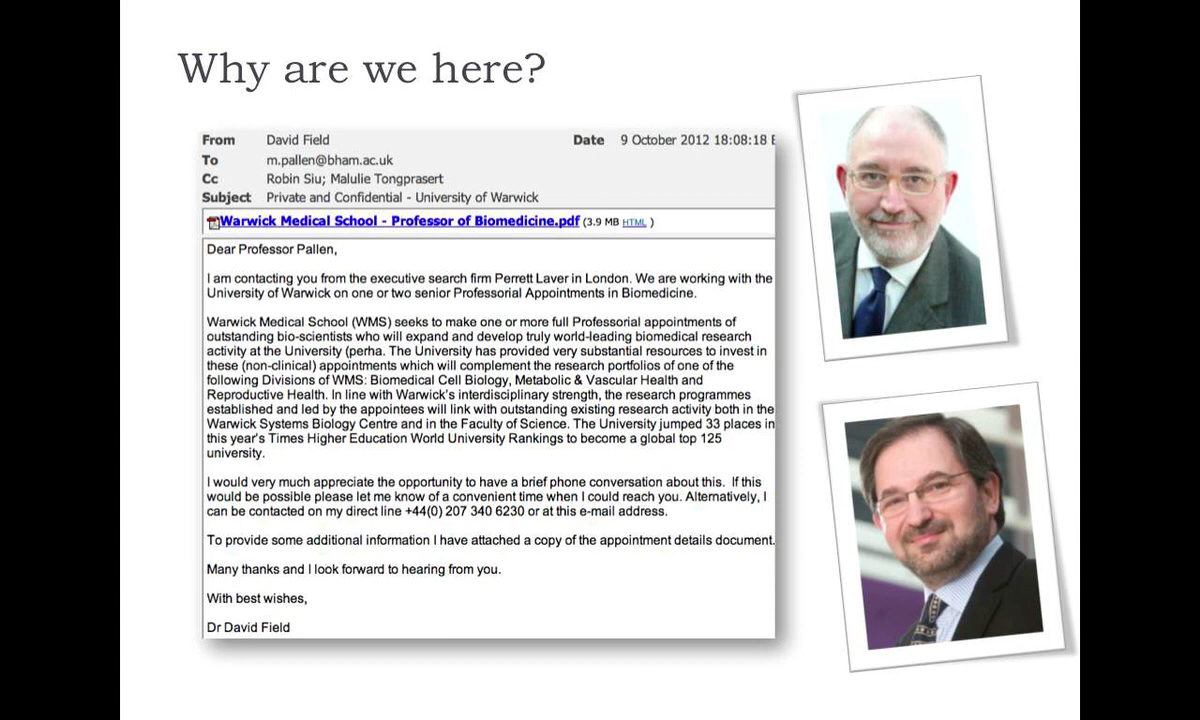 Why are we here?
From David Field Date 9 October 2012 18:08:18
To m.pallen@bham.ac.uk
Cc Robin Siu; Malulie Tongprasert
Subject Private and Confidential - University of Warwick
Warwick Medical School - Professor of Biomedicine.pdf (3.9 MB HTML )
Dear Professor Pallen,
I am contacting you from the executive search firm Perrett Laver in London. We are working with the
University of Warwick on one or two senior Professorial Appointments in Biomedicine.
Warwick Medical School (WMS) seeks to make one or more full Professorial appointments of
outstanding bio-scientists who will expand and develop truly world-leading biomedical research
activity at the University (perha. The University has provided very substantial resources to invest in
these (non-clinical) appointments which will complement the research portfolios of one of the
following Divisions of WMS: Biomedical Cell Biology, Metabolic & Vascular Health and
Reproductive Health. In line with Warwick's interdisciplinary strength, the research programmes
established and led by the appointees will link with outstanding existing research activity both in the
Warwick Systems Biology Centre and in the Faculty of Science. The University jumped 33 places in
this year's Times Higher Education World University Rankings to become a global top 125
university.
I would very much appreciate the opportunity to have a brief phone conversation about this. If this
would be possible please let me know of a convenient time when I could reach you. Alternatively, I
can be contacted on my direct line +44(0) 207 340 6230 or at this e-mail address.
To provide some additional information I have attached a copy of the appointment details document.
Many thanks and I look forward to hearing from you.
With best wishes,
Dr David Field